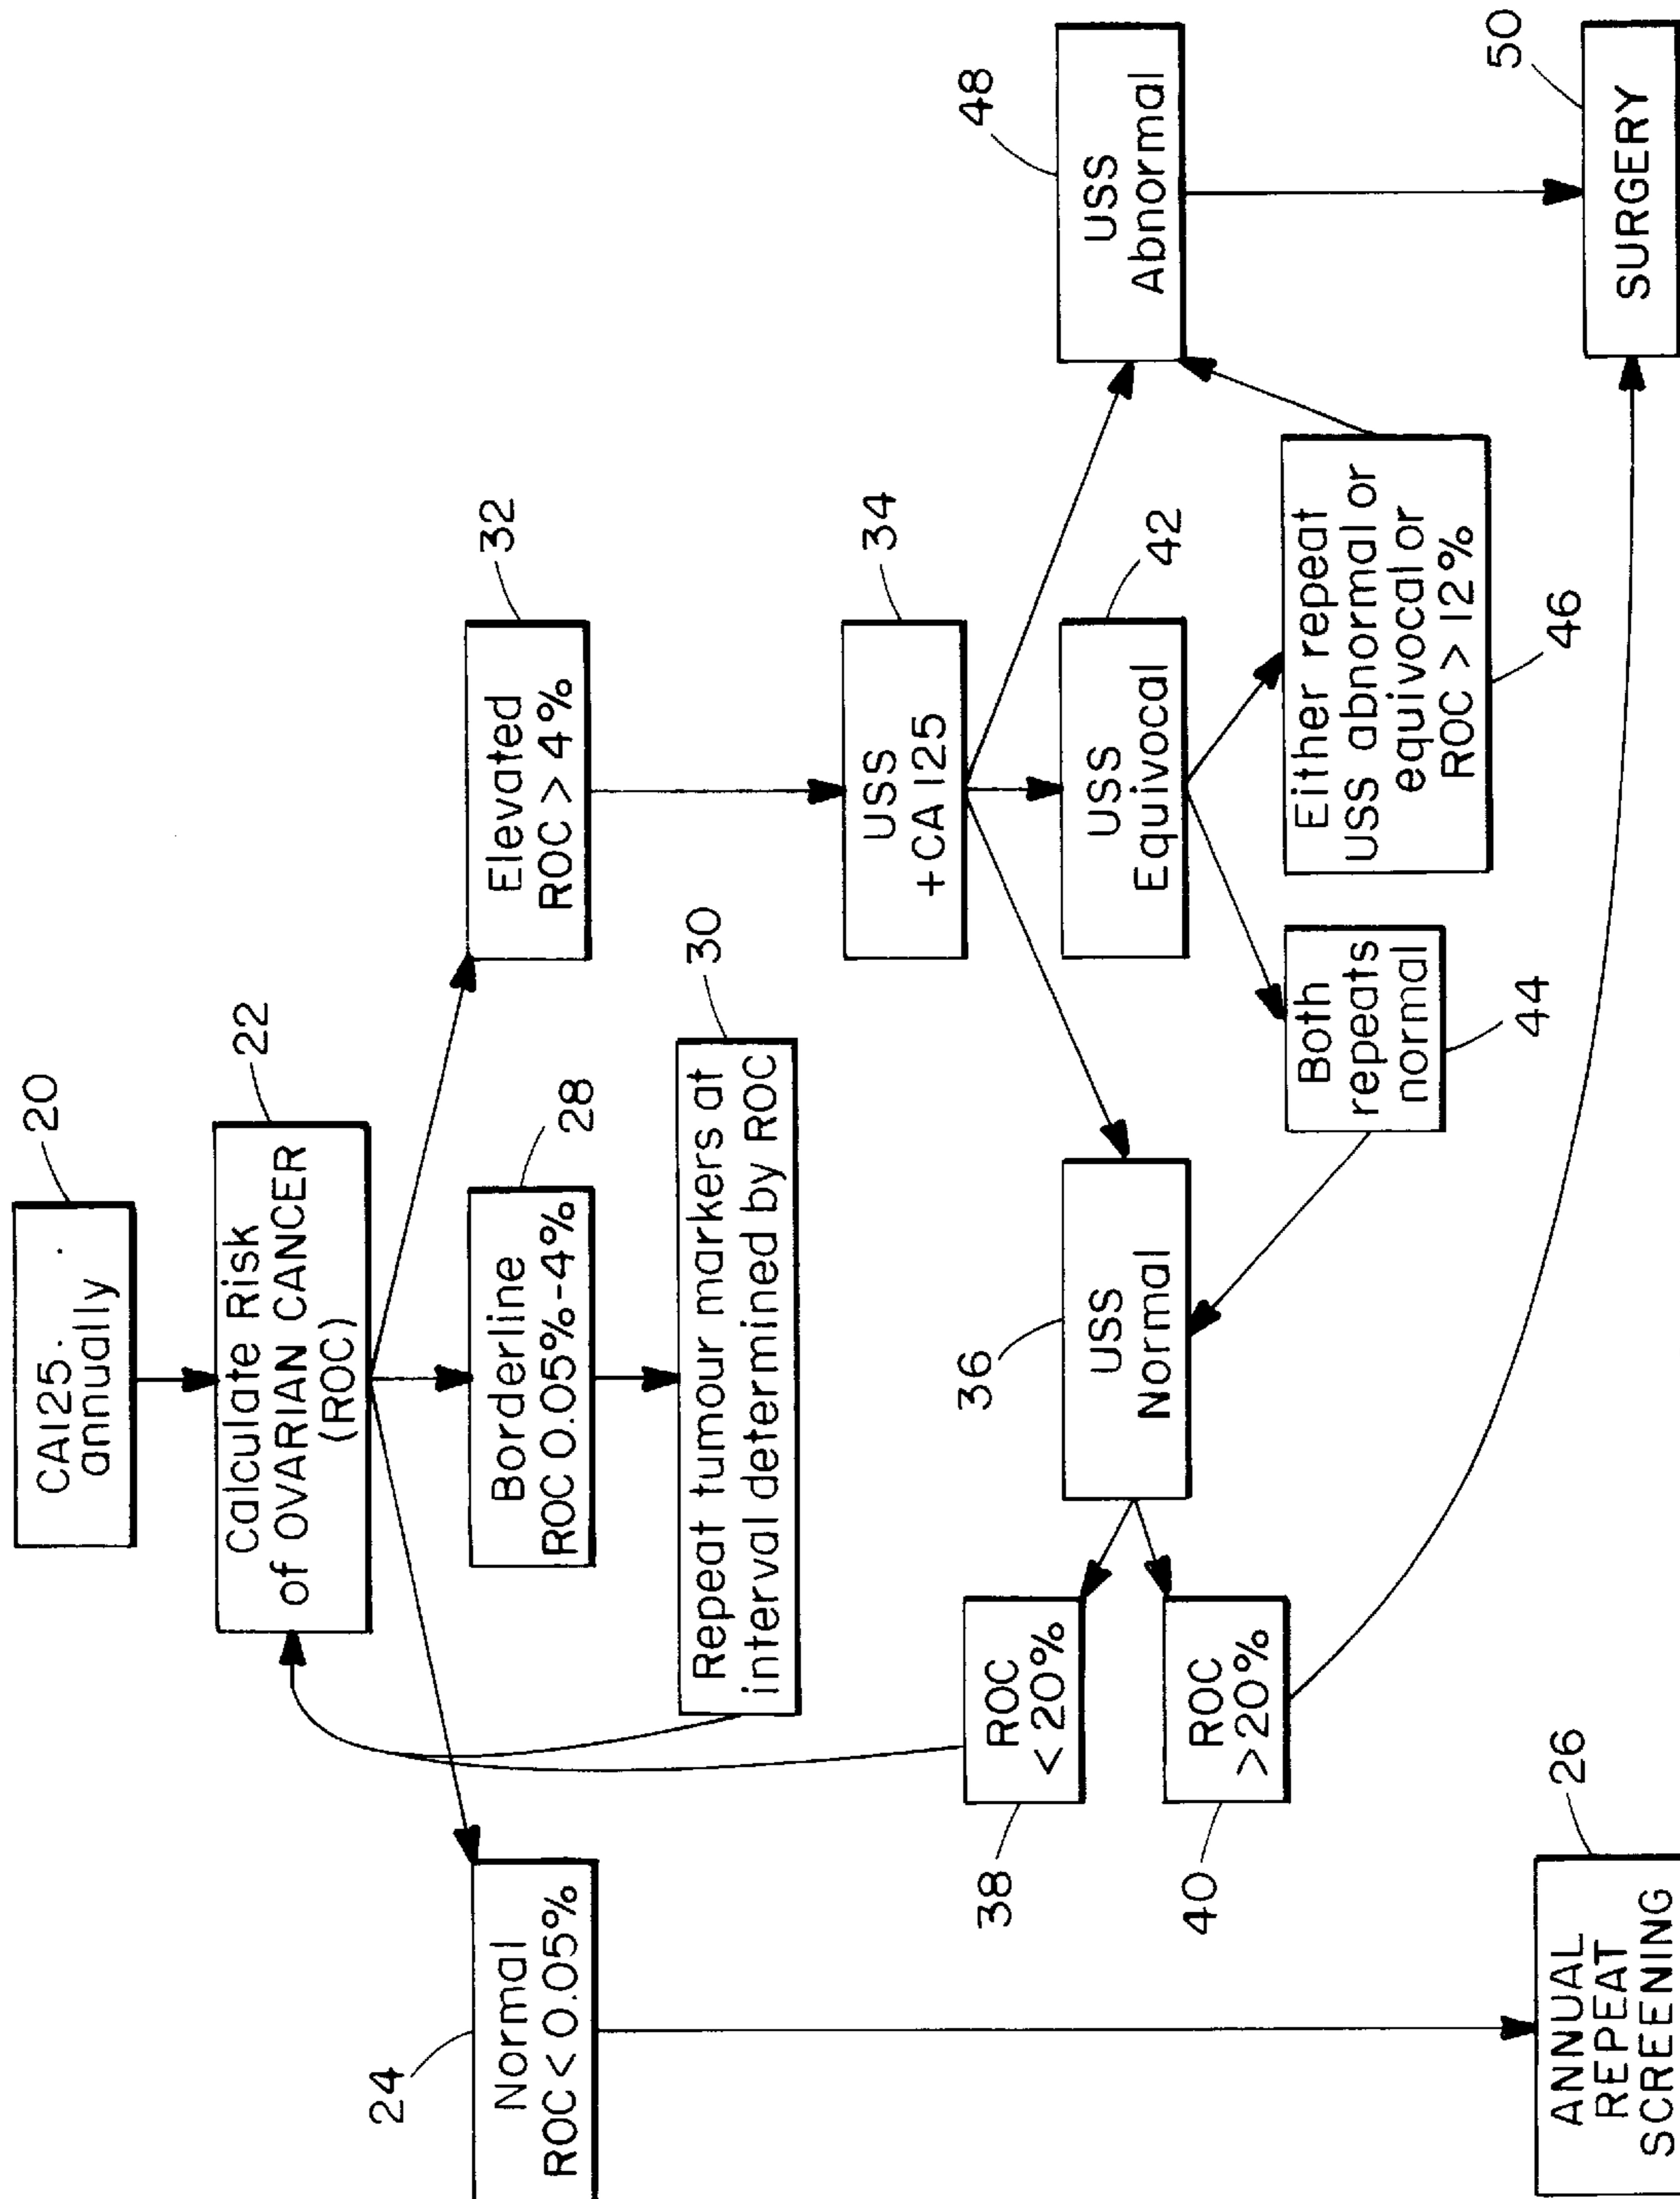 20
CA125
annually
22
Calculate Risk
of OVARIAN CANCER
(ROC)
24
Normal
ROC < 0.05%
28
Borderline
ROC 0.05%-4%
32
Elevated
ROC > 4%
30
Repeat tumour markers at
interval determined by ROC
34
USS
+CA125
36
USS
Normal
42
USS
Equivocal
48
USS
Abnormal
38
ROC
<20%
40
ROC
>20%
Both
repeats
normal
44
Either repeat
USS abnormal or
equivocal or
ROC > 12%
46
26
ANNUAL
REPEAT
SCREENING
50
SURGERY